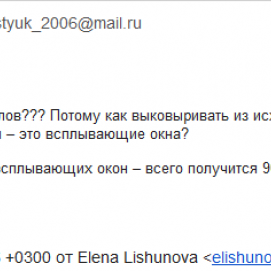 styuk_2006@mail.ru
лов??? Потому как выковыривать из ис
– это всплывающие окна?
сплывающих окон – всего получится 9
+0300 от Elena Lishunova <elishuno